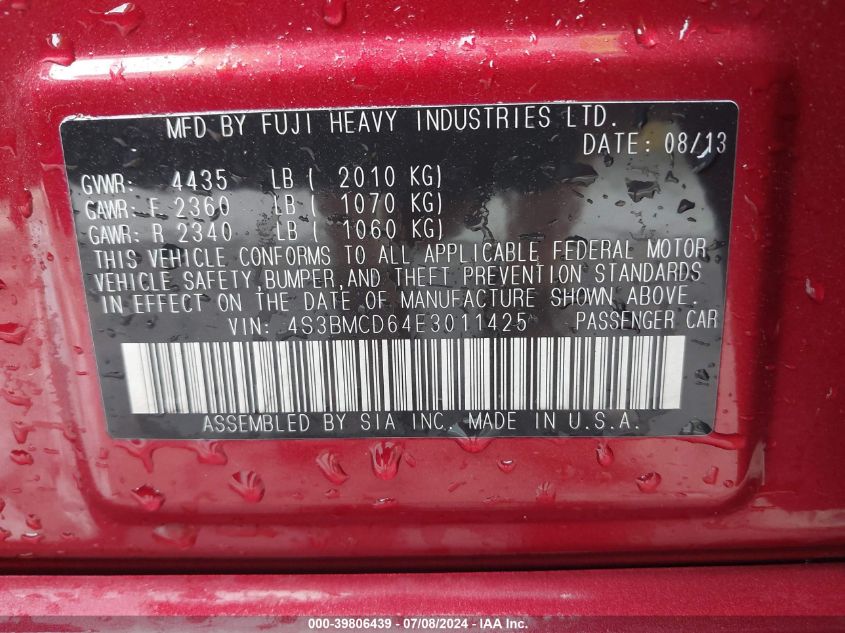 MFD BY FUJI HEAVY INDUSTRIES LTD.
DATE: 08/13
GVWR: 4435 LB ( 2010 KG)
GAWR: F 2360 LB ( 1070 KG)
GAWR: R 2340 LB ( 1060 KG)
THIS VEHICLE CONFORMS TO ALL APPLICABLE FEDERAL MOTOR
VEHICLE SAFETY,BUMPER,AND THEFT PREVENTION STANDARDS
IN EFFECT ON THE DATE OF MANUFACTURE SHOWN ABOVE.
VIN: 4S3BMCD64E3011425 PASSENGER CAR
ASSEMBLED BY SIA INC. MADE IN U.S.A.
000-39806439 - 07/08/2024 - IAA Inc.